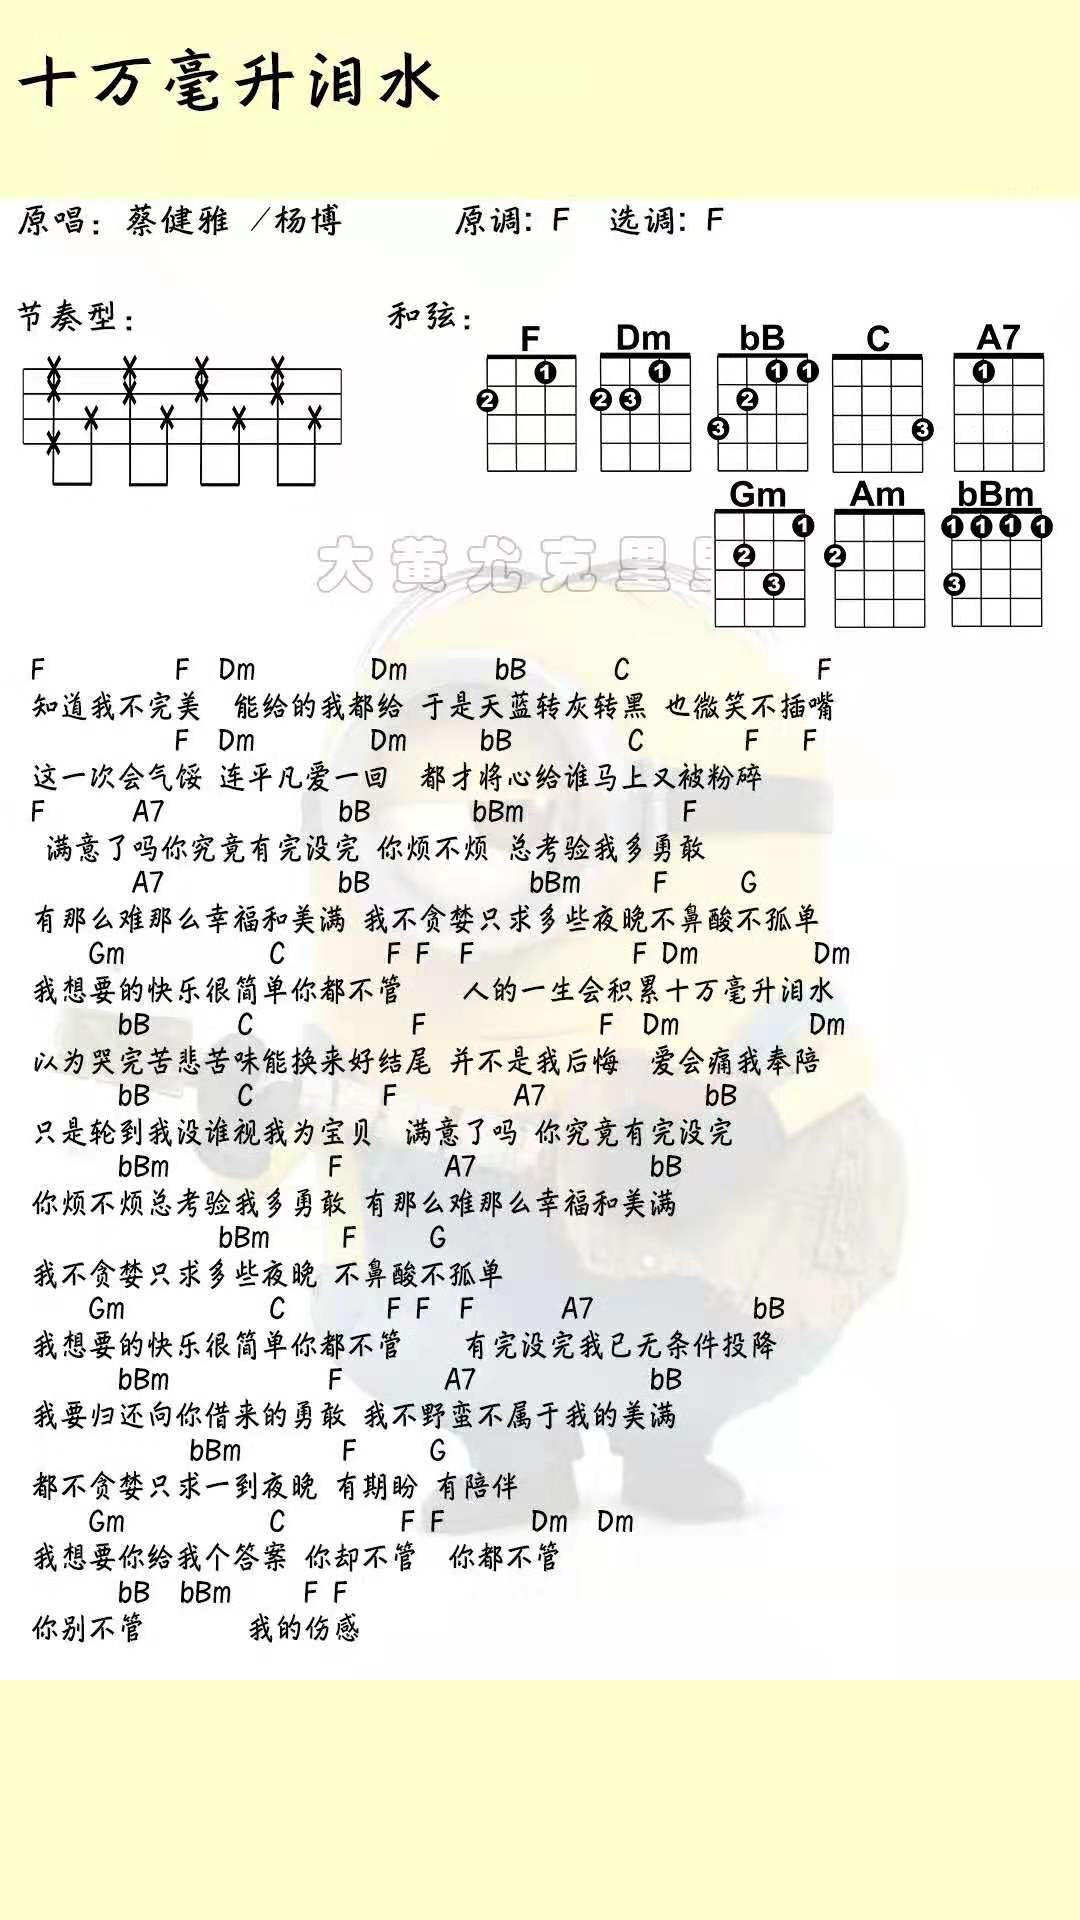 十万毫升泪水
原唱：蔡健雅 /杨博 原调：F 选调：F
节奏型： 和弦：
F Dm bB C A7
Gm Am bBm
大黄尤克里里
F F Dm Dm bB C F
知道我不完美 能给的我都给 于是天蓝转灰转黑 也微笑不插嘴
F Dm Dm bB C F F
这一次会气馁 连平凡爱一回 都才将心给谁马上又被粉碎
F A7 bB bBm F
满意了吗你究竟有完没完 你烦不烦 总考验我多勇敢
A7 bB bBm F G
有那么难那么幸福和美满 我不贪婪只求多些夜晚不鼻酸不孤单
Gm C F F F F Dm Dm
我想要的快乐很简单你都不管 人的一生会积累十万毫升泪水
bB C F F Dm Dm
以为哭完苦悲苦味能换来好结尾 并不是我后悔 爱会痛我奉陪
bB C F A7 bB
只是轮到我没谁视我为宝贝 满意了吗 你究竟有完没完
bBm F A7 bB
你烦不烦总考验我多勇敢 有那么难那么幸福和美满
bBm F G
我不贪婪只求多些夜晚 不鼻酸不孤单
Gm C F F F A7 bB
我想要的快乐很简单你都不管 有完没完我已无条件投降
bBm F A7 bB
我要归还向你借来的勇敢 我不野蛮不属于我的美满
bBm F G
都不贪婪只求一到夜晚 有期盼 有陪伴
Gm C F F Dm Dm
我想要你给我个答案 你却不管 你都不管
bB bBm F F
你别不管 我的伤感